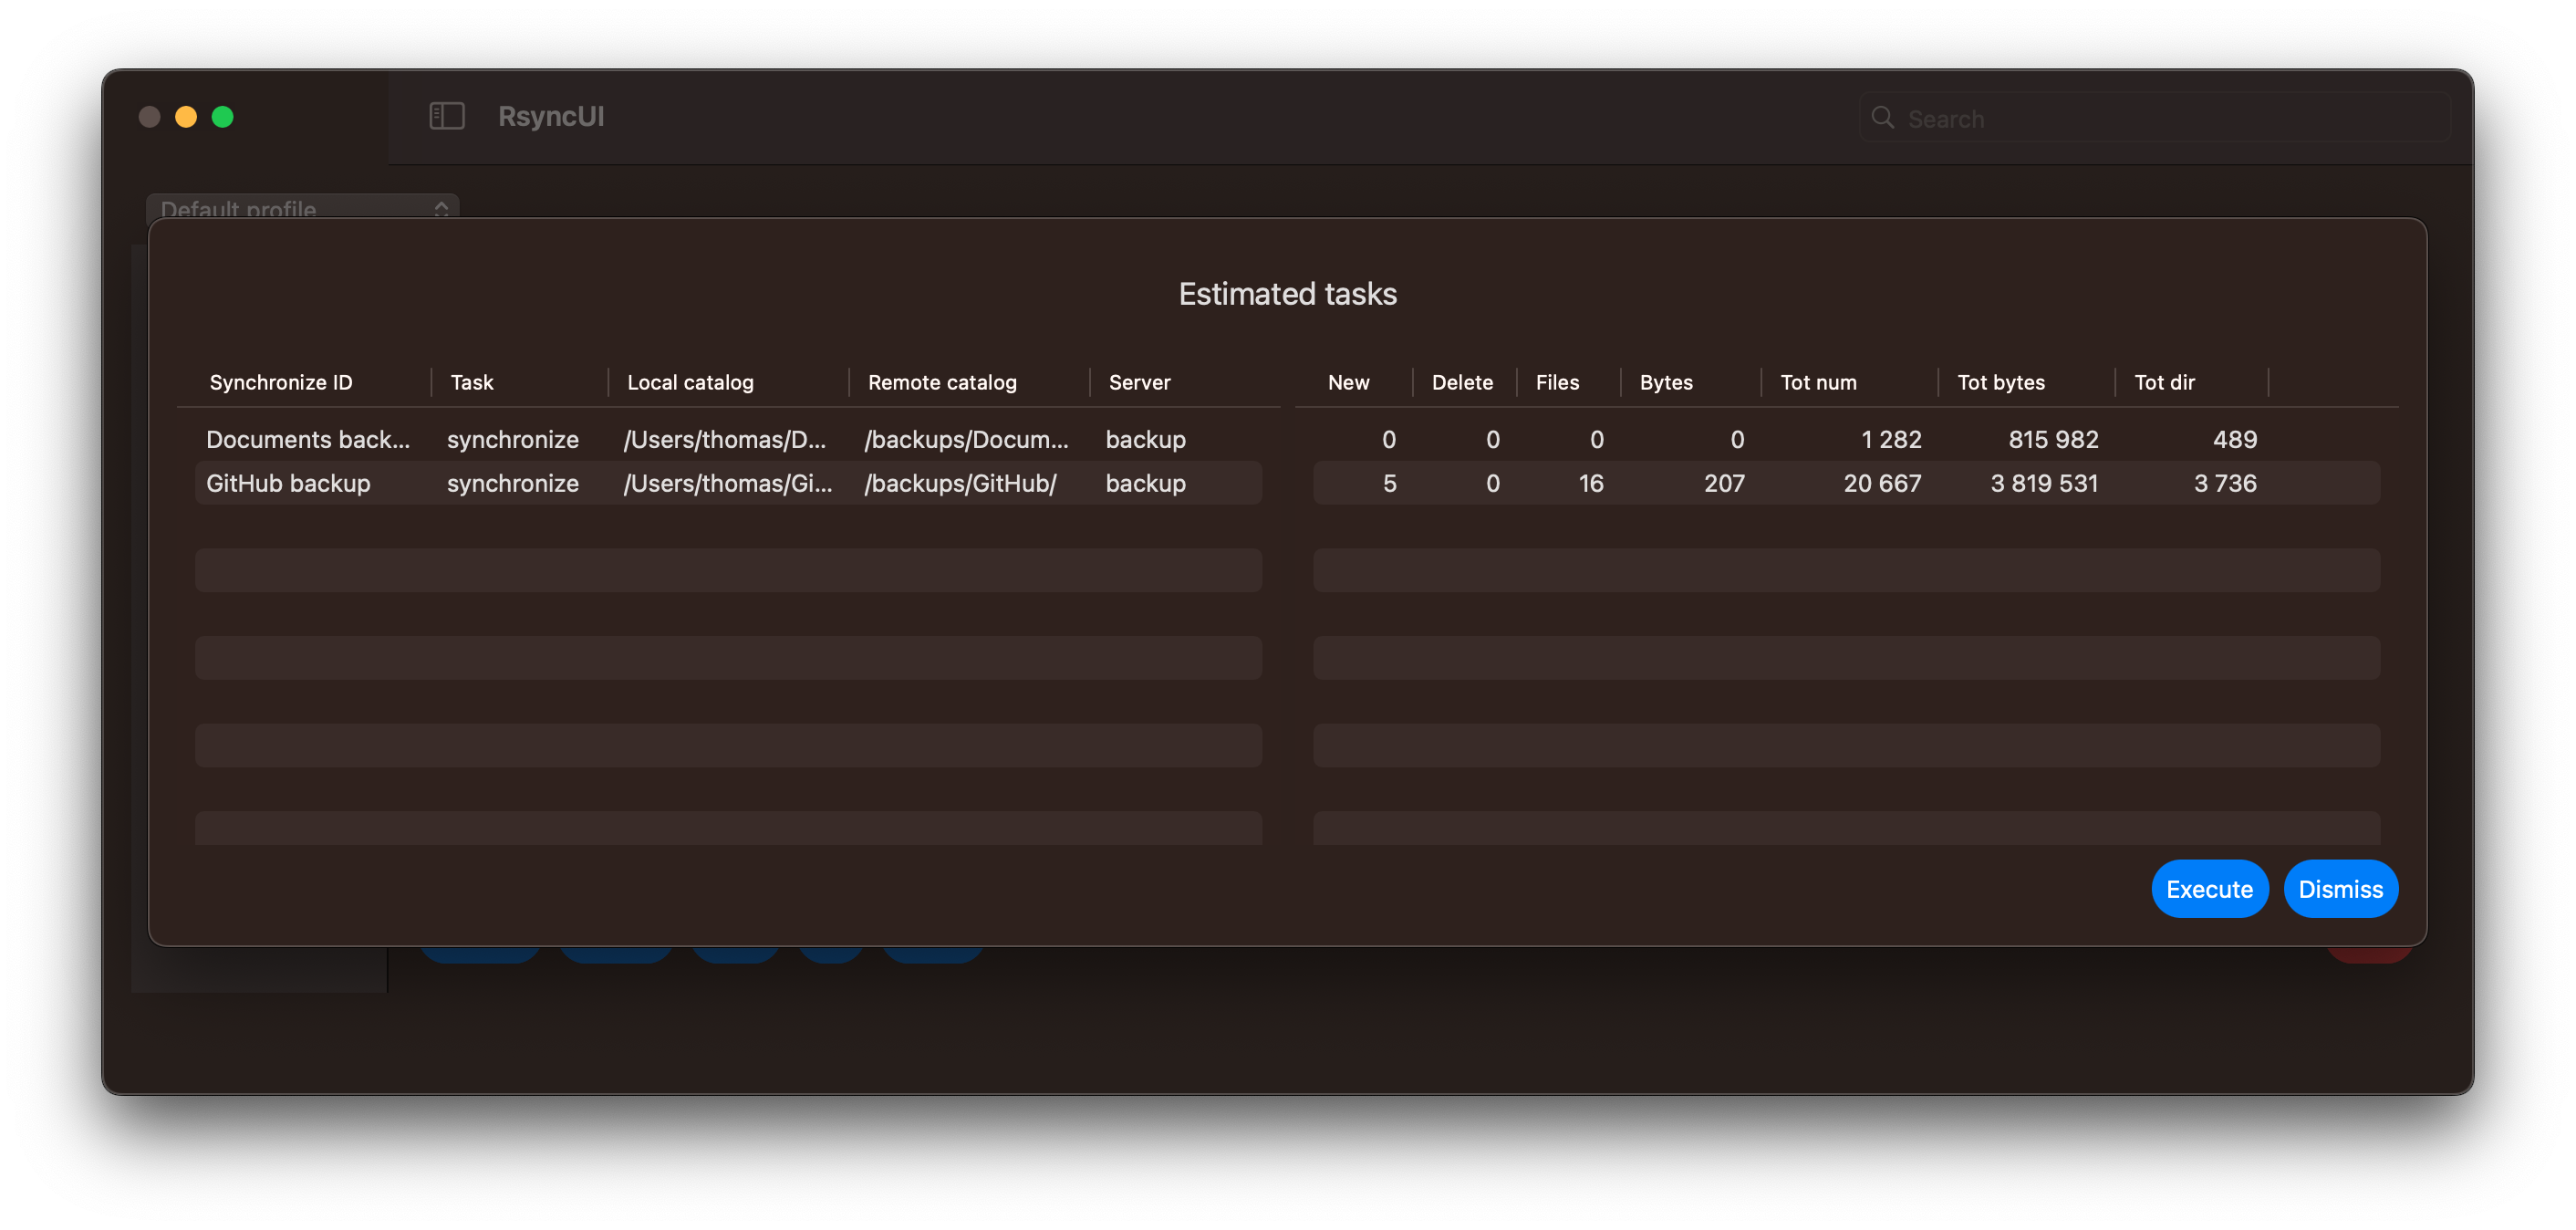 RsyncUI
Search
Default profile
Estimated tasks
Synchronize ID Task Local catalog Remote catalog Server New Delete Files Bytes Tot num Tot bytes Tot dir
Documents back... synchronize /Users/thomas/D... /backups/Docum... backup 0 0 0 0 1 282 815 982 489
GitHub backup synchronize /Users/thomas/Gi... /backups/GitHub/ backup 5 0 16 207 20 667 3 819 531 3 736
Execute Dismiss